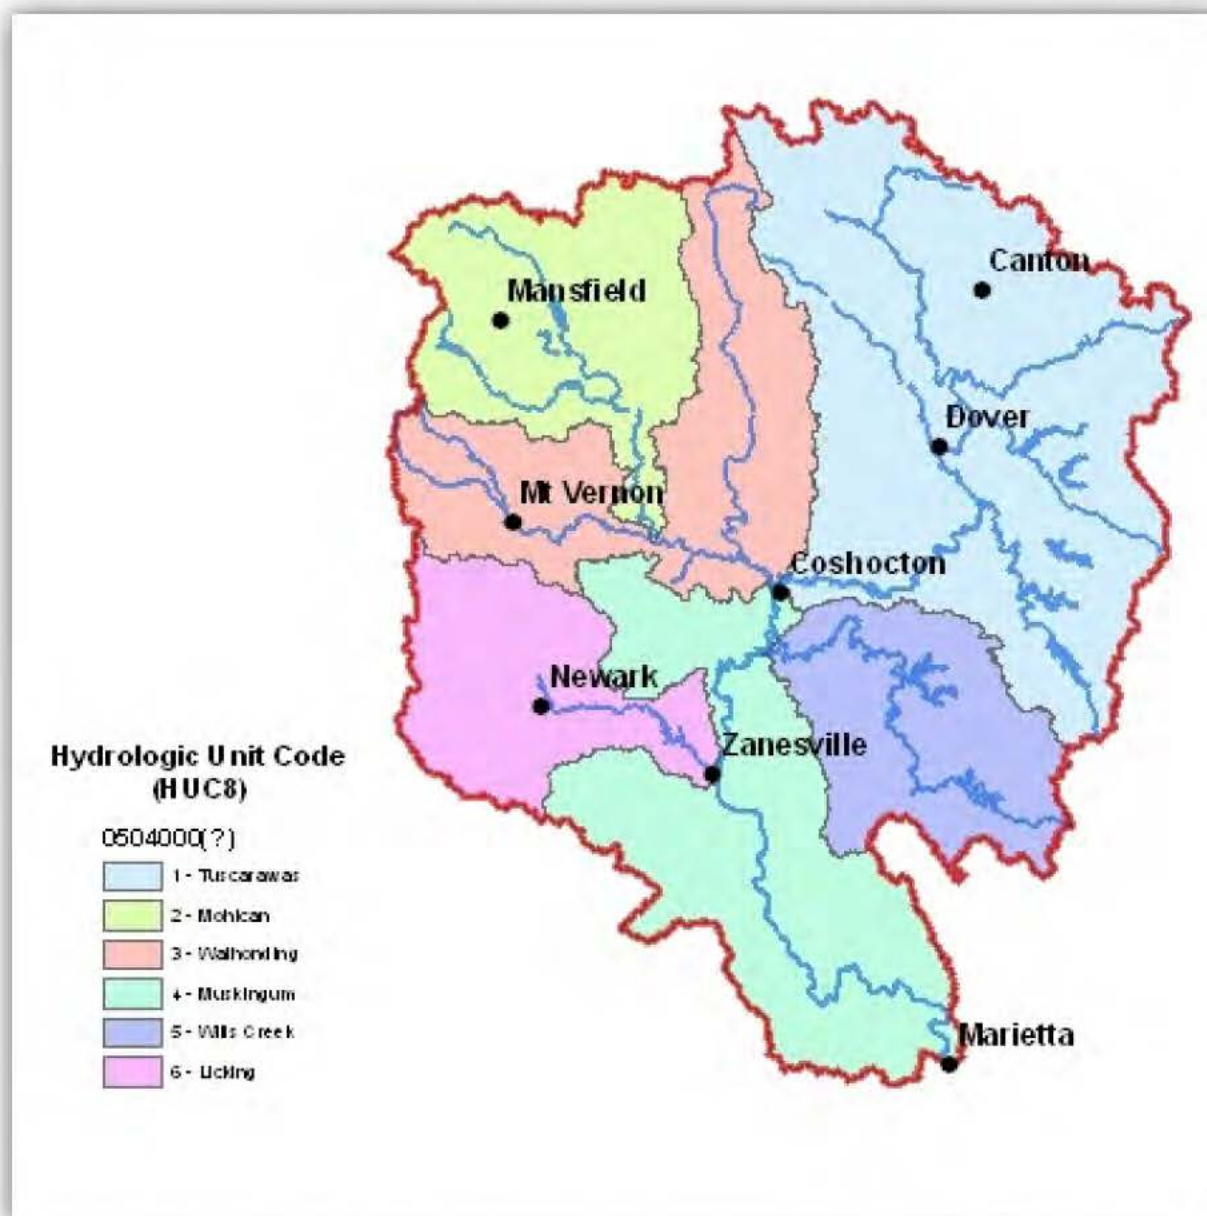 Canton
Mansfield
Dover
Mt Vernon
Coshocton
Newark
Zanesville
Marietta
Hydrologic Unit Code
(HUC8)
0504000(?)
1 - Tuscarawas
2 - Mohican
3 - Walhonding
4 - Muskingum
5 - Wills Creek
6 - Licking